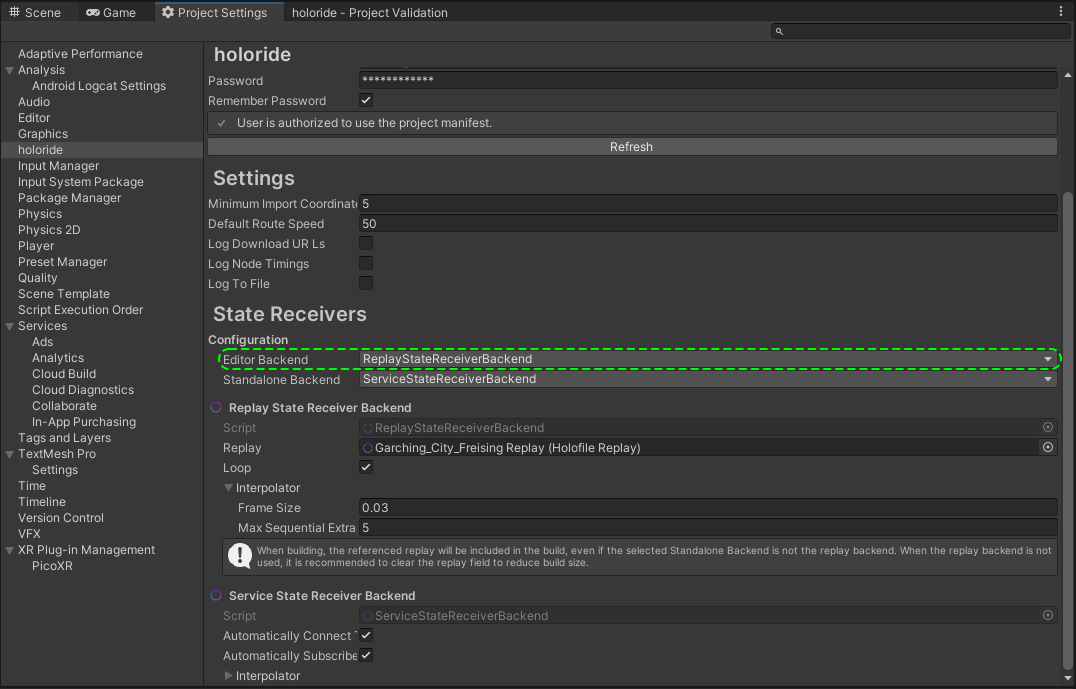 Scene
Game
Project Settings
holoride - Project Validation
Adaptive Performance
Analysis
Android Logcat Settings
Audio
Editor
Graphics
holoride
Input Manager
Input System Package
Package Manager
Physics
Physics 2D
Player
Preset Manager
Quality
Scene Template
Script Execution Order
Services
Ads
Analytics
Cloud Build
Cloud Diagnostics
Collaborate
In-App Purchasing
Tags and Layers
TextMesh Pro
Settings
Time
Timeline
Version Control
VFX
XR Plug-in Management
PicoXR
holoride
Password ************
Remember Password
User is authorized to use the project manifest.
Refresh
Settings
Minimum Import Coordinate 5
Default Route Speed 50
Log Download UR Ls
Log Node Timings
Log To File
State Receivers
Configuration
Editor Backend ReplayStateReceiverBackend
Standalone Backend ServiceStateReceiverBackend
Replay State Receiver Backend
Script ReplayStateReceiverBackend
Replay Garching_City_Freising Replay (Holofile Replay)
Loop
Interpolator
Frame Size 0.03
Max Sequential Extra 5
When building, the referenced replay will be included in the build, even if the selected Standalone Backend is not the replay backend. When the replay backend is not
used, it is recommended to clear the replay field to reduce build size.
Service State Receiver Backend
Script ServiceStateReceiverBackend
Automatically Connect
Automatically Subscribe
Interpolator